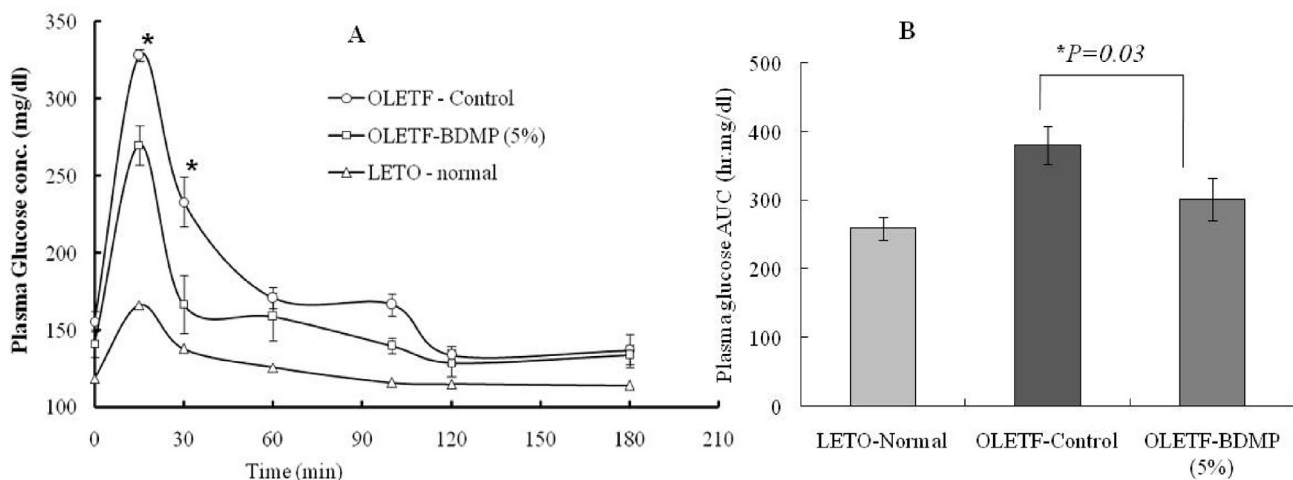 A
350
300
250
200
150
100
Plasma Glucose conc. (mg/dl)
*
*
OLETF - Control
OLETF-BDMP (5%)
LETO - normal
0 30 60 90 120 150 180 210
Time (min)
B
*P=0.03
500
400
300
200
100
0
Plasma glucose AUC (hr.mg/dl)
LETO-Normal OLETF-Control OLETF-BDMP
(5%)